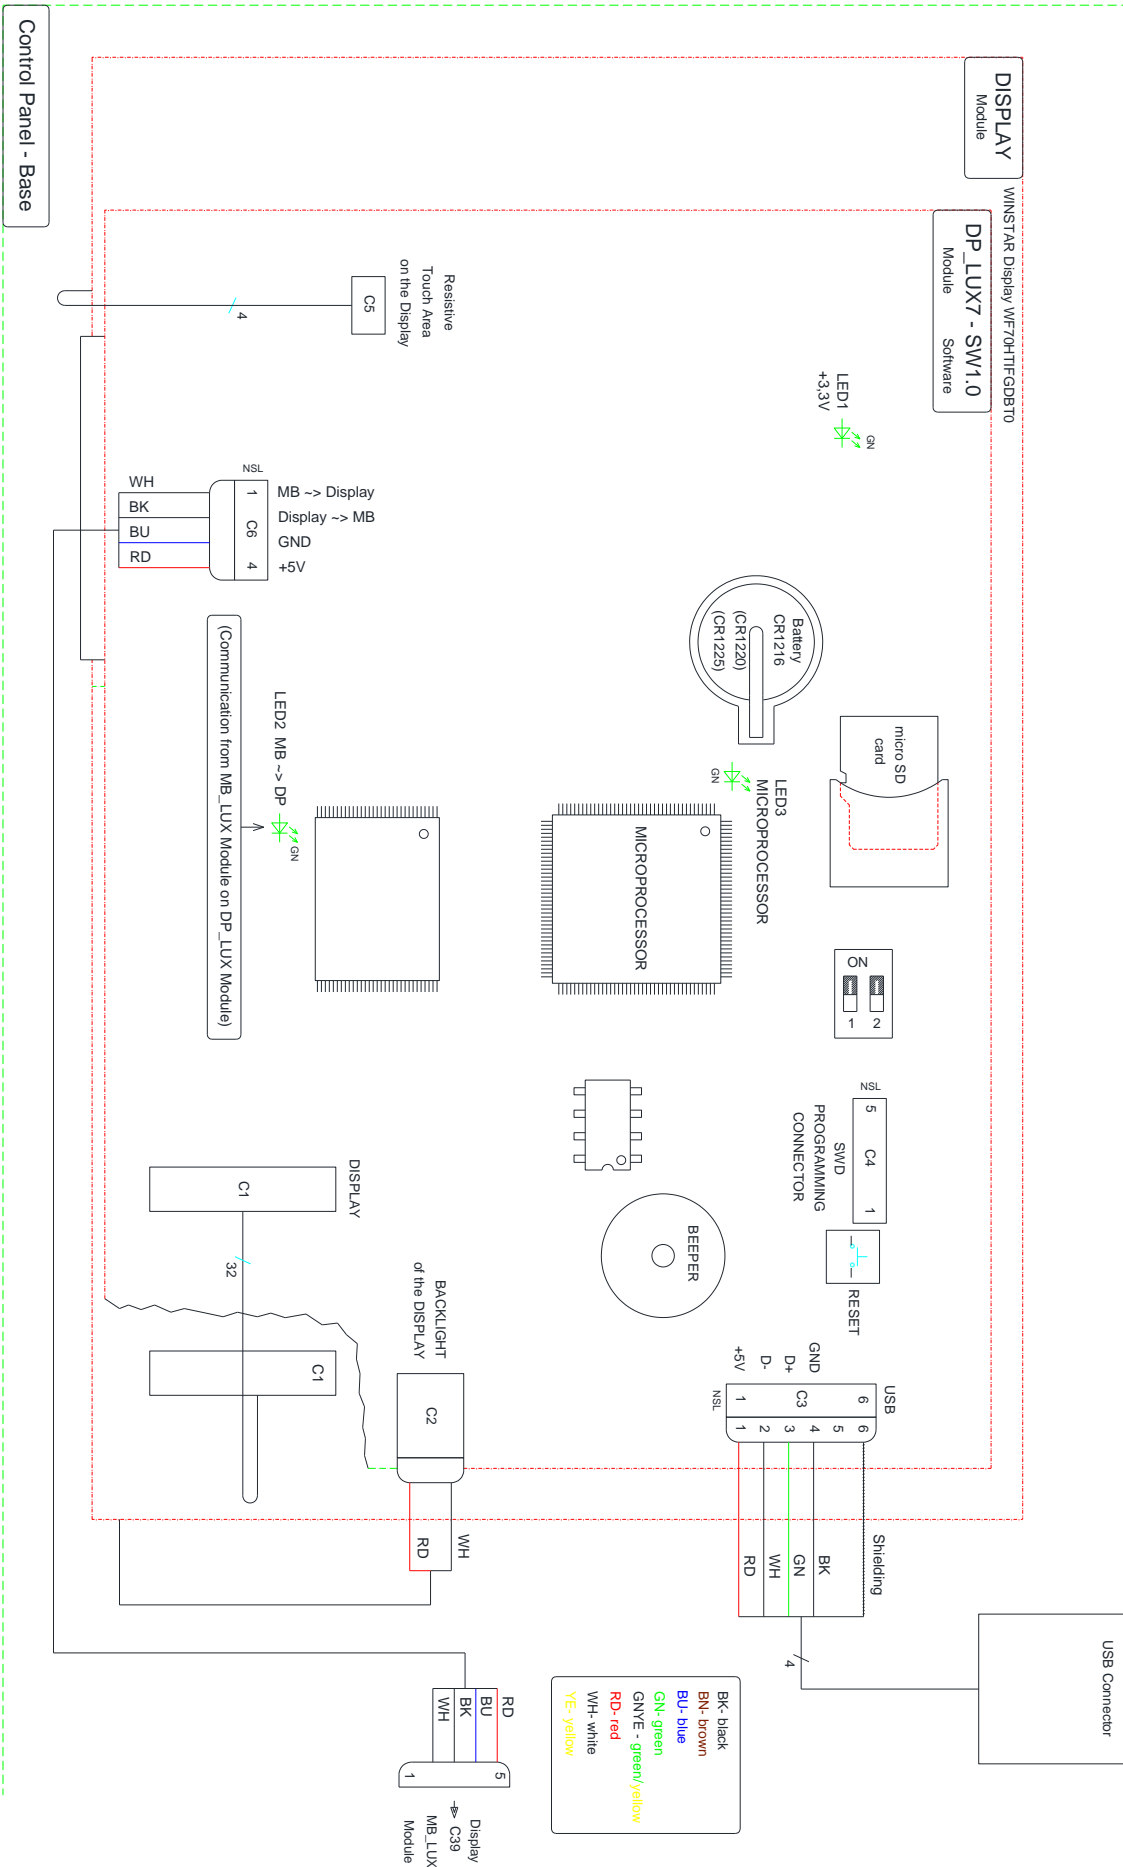 Control Panel - Base
DISPLAY
Module
WINSTAR Display WF70HTIFGDBT0
DP_LUX7 - SW1.0
Module Software
Resistive
Touch Area
on the Display
C5
4
LED1
+3,3V
GN
NSL
WH
BK
BU
RD
1 C6 4
MB ~> Display
Display ~> MB
GND
+5V
Battery
CR1216
(CR1220)
(CR1225)
micro SD
card
LED3
MICROPROCESSOR
GN
MICROPROCESSOR
LED2 MB ~> DP
GN
(Communication from MB_LUX Module on DP_LUX Module)
ON
1 2
NSL
5 C4 1
SWD
PROGRAMMING
CONNECTOR
RESET
BEEPER
DISPLAY
C1
32
C1
BACKLIGHT
of the DISPLAY
C2
RD
WH
USB
GND
D+
D-
+5V
NSL
1 C3 6
1 2 3 4 5 6
Shielding
BK
GN
WH
RD
4
USB Connector
BK- black
BN- brown
BU- blue
GN- green
GNYE - green/yellow
RD- red
WH- white
YE- yellow
RD
BU
BK
WH
5
1
Display
C39
MB_LUX
Module